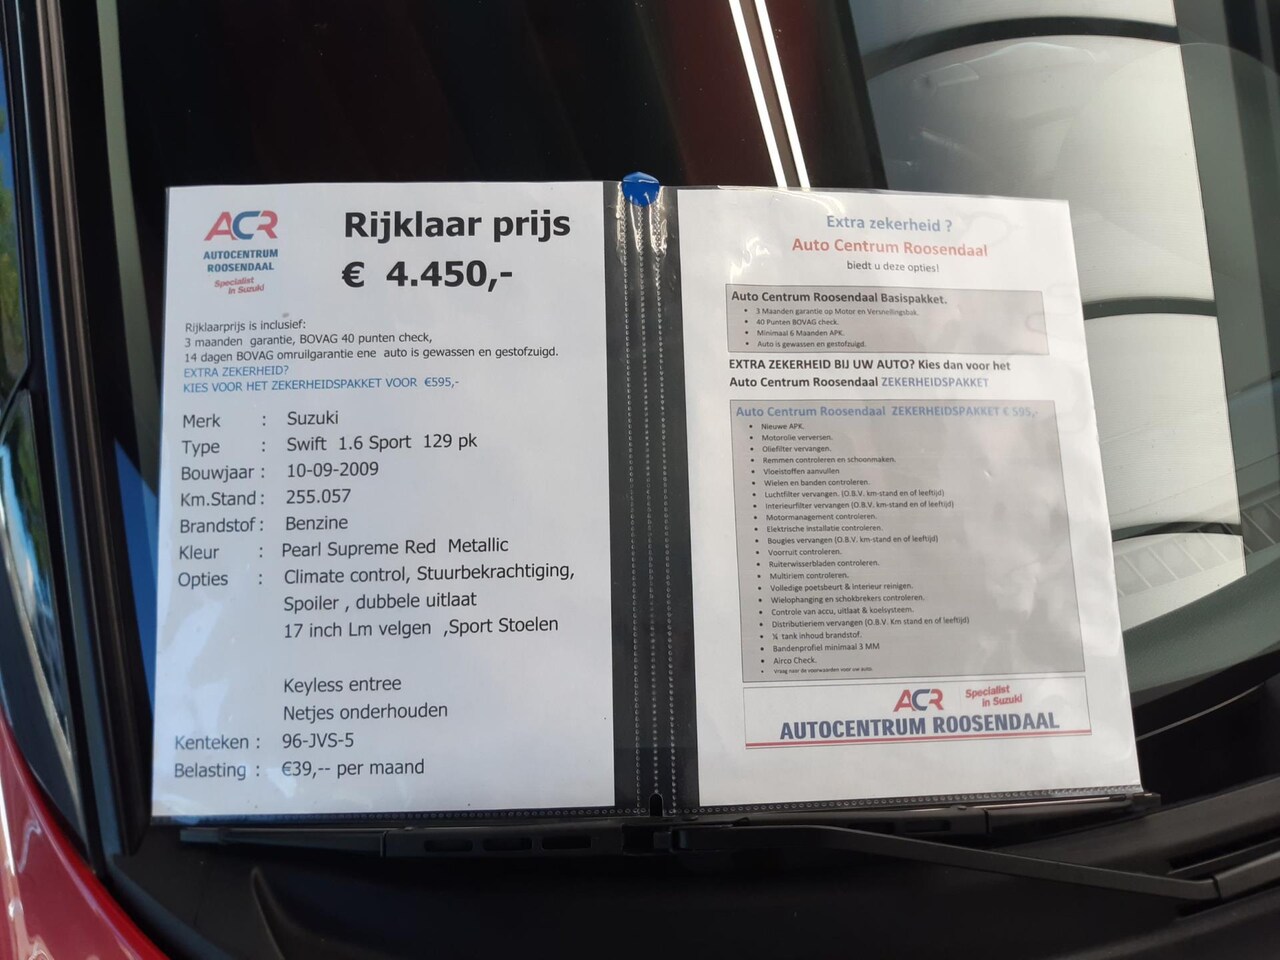 ACR
AUTOCENTRUM
ROOSENDAAL
Specialist
in Suzuki
Rijklaar prijs
€ 4.450,-
Rijklaarprijs is inclusief:
3 maanden garantie, BOVAG 40 punten check,
14 dagen BOVAG omruilgarantie ene auto is gewassen en gestofzuigd.
EXTRA ZEKERHEID?
KIES VOOR HET ZEKERHEIDSPAKKET VOOR €595,-
Merk : Suzuki
Type : Swift 1.6 Sport 129 pk
Bouwjaar : 10-09-2009
Km.Stand : 255.057
Brandstof : Benzine
Kleur : Pearl Supreme Red Metallic
Opties : Climate control, Stuurbekrachtiging,
Spoiler , dubbele uitlaat
17 inch Lm velgen ,Sport Stoelen
Keyless entree
Netjes onderhouden
Kenteken : 96-JVS-5
Belasting : €39,-- per maand
Extra zekerheid ?
Auto Centrum Roosendaal
biedt u deze opties!
Auto Centrum Roosendaal Basispakket.
• 3 Maanden garantie op Motor en Versnellingsbak.
• 40 Punten BOVAG check.
• Minimaal 6 Maanden APK.
• Auto is gewassen en gestofzuigd.
EXTRA ZEKERHEID BIJ UW AUTO? Kies dan voor het
Auto Centrum Roosendaal ZEKERHEIDSPAKKET
Auto Centrum Roosendaal ZEKERHEIDSPAKKET € 595,-
• Nieuwe APK.
• Motorolie verversen.
• Oliefilter vervangen.
• Remmen controleren en schoonmaken.
• Vloeistoffen aanvullen
• Wielen en banden controleren.
• Luchtfilter vervangen. (O.B.V. km-stand en of leeftijd)
• Interieurfilter vervangen (O.B.V. km-stand en of leeftijd)
• Motormanagement controleren.
• Elektrische installatie controleren.
• Bougies vervangen (O.B.V. km-stand en of leeftijd)
• Voorruit controleren.
• Ruiterwisserbladen controleren.
• Multiriem controleren.
• Volledige poetsbeurt & interieur reinigen.
• Wielophanging en schokbrekers controleren.
• Controle van accu, uitlaat & koelsysteem.
• Distributieriem vervangen (O.B.V. Km stand en of leeftijd)
• ¼ tank inhoud brandstof.
• Bandenprofiel minimaal 3 MM
• Airco Check.
• Vraag naar de voorwaarden voor uw auto.
ACR Specialist
in Suzuki
AUTOCENTRUM ROOSENDAAL